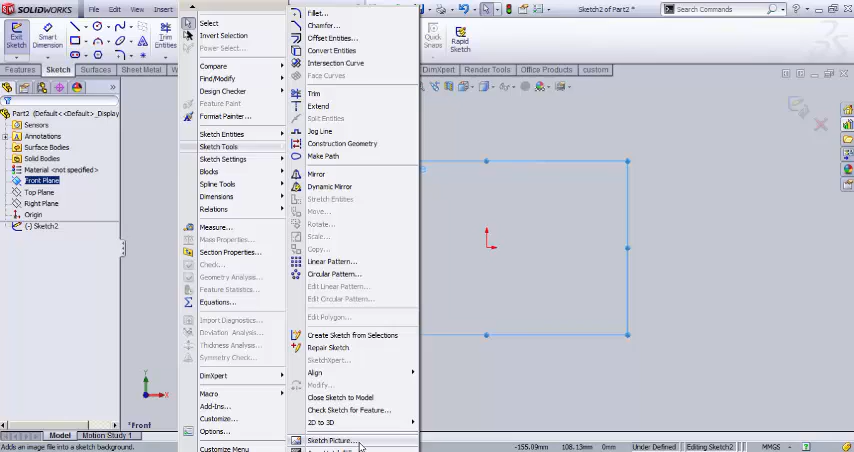 SOLIDWORKS
Sketch2 of Part2 *
Search Commands
Exit Sketch
Smart Dimension
Trim Entities
Quick Snaps
Rapid Sketch
Features
Sketch
Surfaces
Sheet Metal
DimXpert
Render Tools
Office Products
custom
Part2 (Default<<Default>_Display
Sensors
Annotations
Surface Bodies
Solid Bodies
Material <not specified>
Front Plane
Top Plane
Right Plane
Origin
(-) Sketch2
Select
Invert Selection
Power Select...
Compare
Find/Modify
Design Checker
Feature Paint
Format Painter...
Sketch Entities
Sketch Tools
Sketch Settings
Blocks
Spline Tools
Dimensions
Relations
Measure...
Mass Properties...
Section Properties...
Check...
Geometry Analysis...
Feature Statistics...
Equations...
Import Diagnostics...
Deviation Analysis...
Thickness Analysis...
Symmetry Check...
DimXpert
Macro
Add-Ins...
Customize...
Options...
Customize Menu
Fillet...
Chamfer...
Offset Entities...
Convert Entities
Intersection Curve
Face Curves
Trim
Extend
Split Entities
Jog Line
Construction Geometry
Make Path
Mirror
Dynamic Mirror
Stretch Entities
Move...
Rotate...
Scale...
Copy...
Linear Pattern...
Circular Pattern...
Edit Linear Pattern...
Edit Circular Pattern...
Edit Polygon...
Create Sketch from Selections
Repair Sketch
SketchXpert...
Align
Modify...
Close Sketch to Model
Check Sketch for Feature...
2D to 3D
Sketch Picture...
Y
X
*Front
Model
Motion Study 1
Adds an image file into a sketch background.
-155.09mm
108.13mm
0mm
Under Defined
Editing Sketch2
MMGS